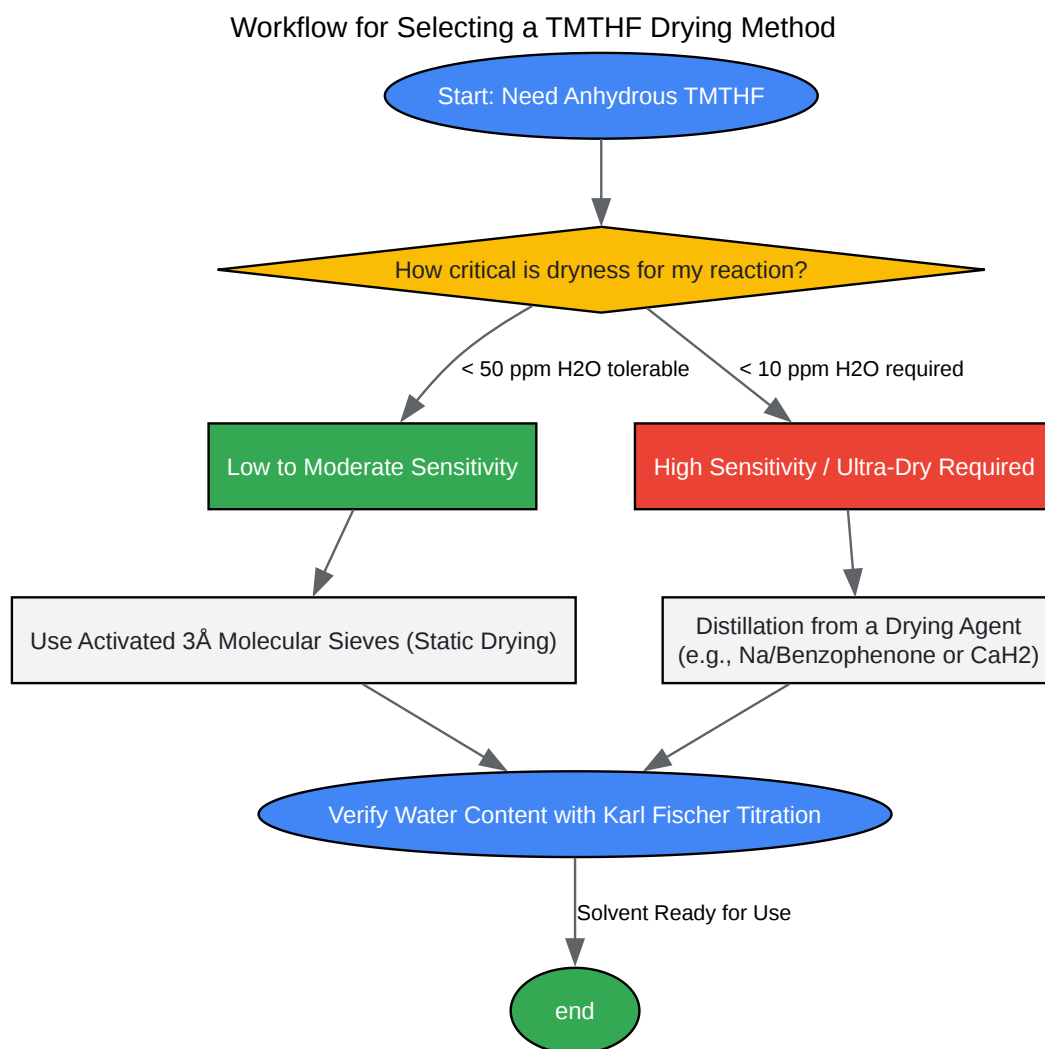 Workflow for Selecting a TMTHF Drying Method
Start: Need Anhydrous TMTHF
How critical is dryness for my reaction?
< 50 ppm H2O tolerable
< 10 ppm H2O required
Low to Moderate Sensitivity
High Sensitivity / Ultra-Dry Required
Use Activated 3Å Molecular Sieves (Static Drying)
Distillation from a Drying Agent
(e.g., Na/Benzophenone or CaH2)
Verify Water Content with Karl Fischer Titration
Solvent Ready for Use
end